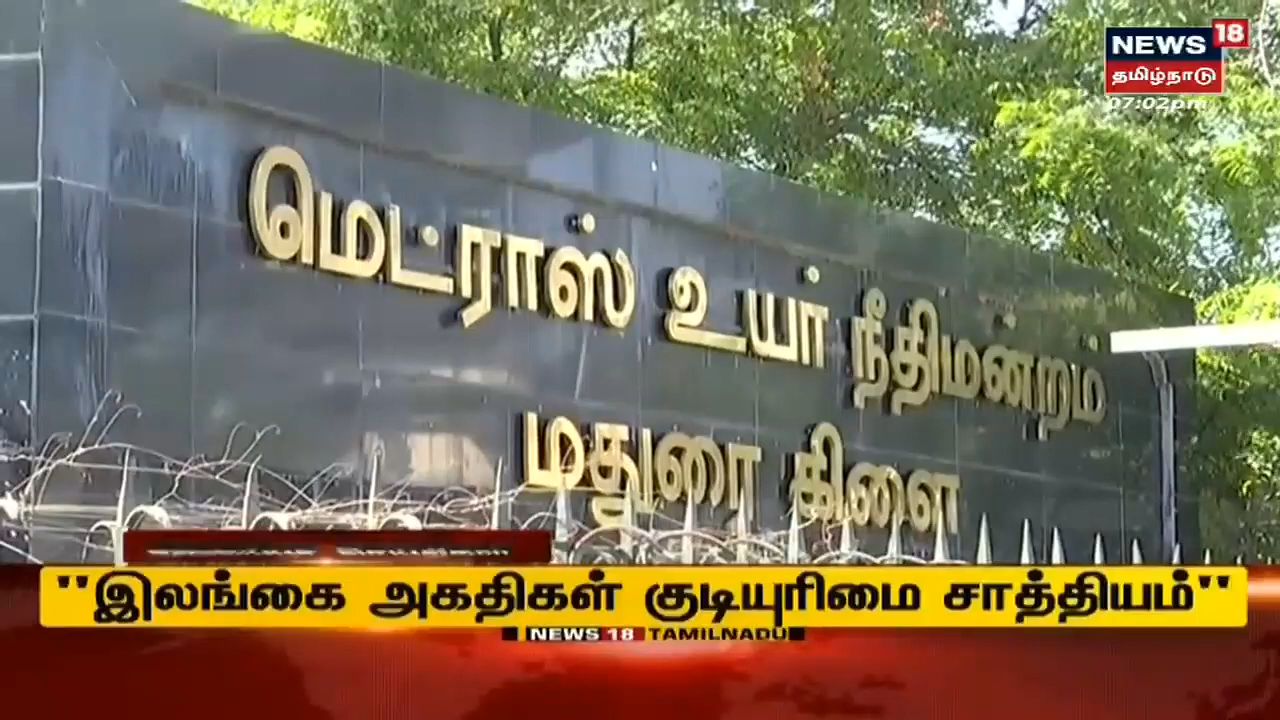 NEWS 18
தமிழ்நாடு
07:02pm
மெட்ராஸ் உயர் நீதிமன்றம்
மதுரை கிளை
"இலங்கை அகதிகள் குடியுரிமை சாத்தியம்"
NEWS 18 TAMILNADU